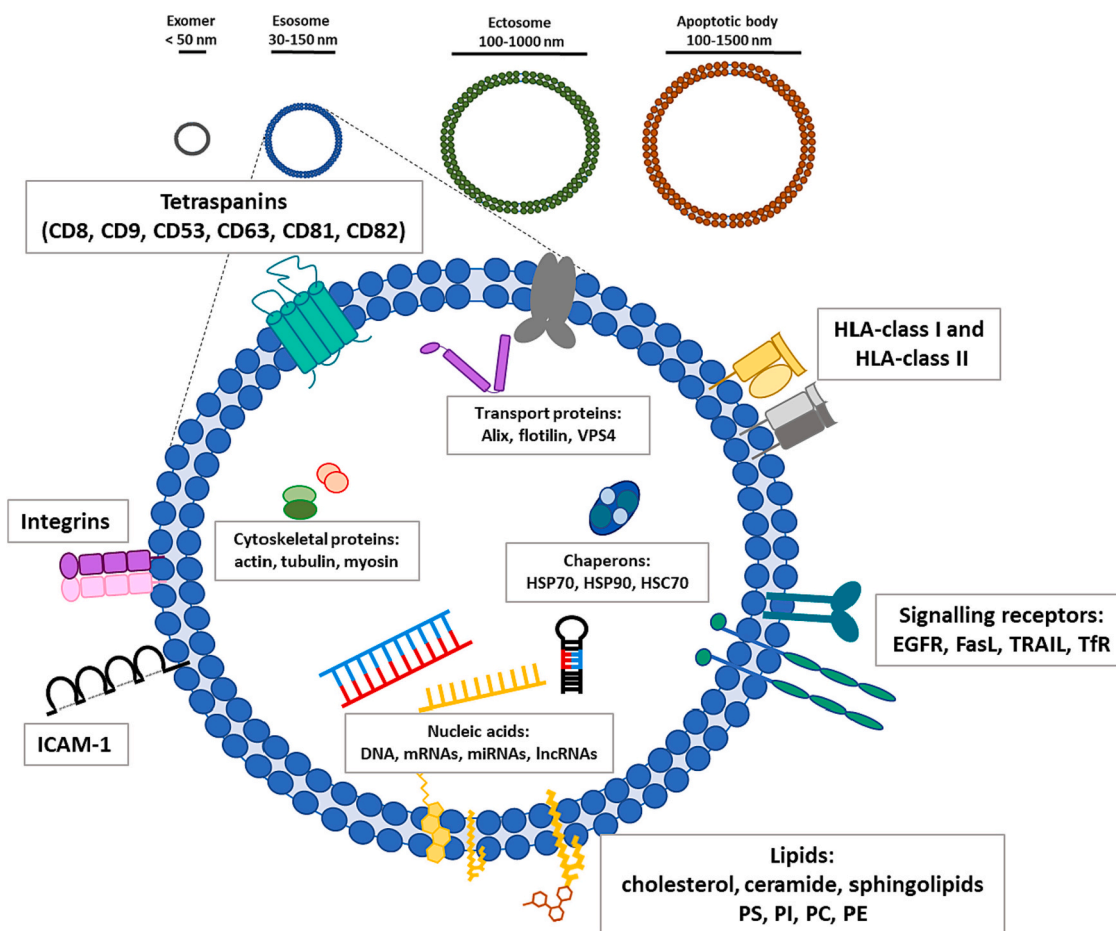 Exomer
< 50 nm
Esosome
30-150 nm
Ectosome
100-1000 nm
Apoptotic body
100-1500 nm
Tetraspanins
(CD8, CD9, CD53, CD63, CD81, CD82)
HLA-class I and
HLA-class II
Transport proteins:
Alix, flotilin, VPS4
Integrins
Cytoskeletal proteins:
actin, tubulin, myosin
Chaperons:
HSP70, HSP90, HSC70
Signalling receptors:
EGFR, FasL, TRAIL, TfR
ICAM-1
Nucleic acids:
DNA, mRNAs, miRNAs, lncRNAs
Lipids:
cholesterol, ceramide, sphingolipids
PS, PI, PC, PE